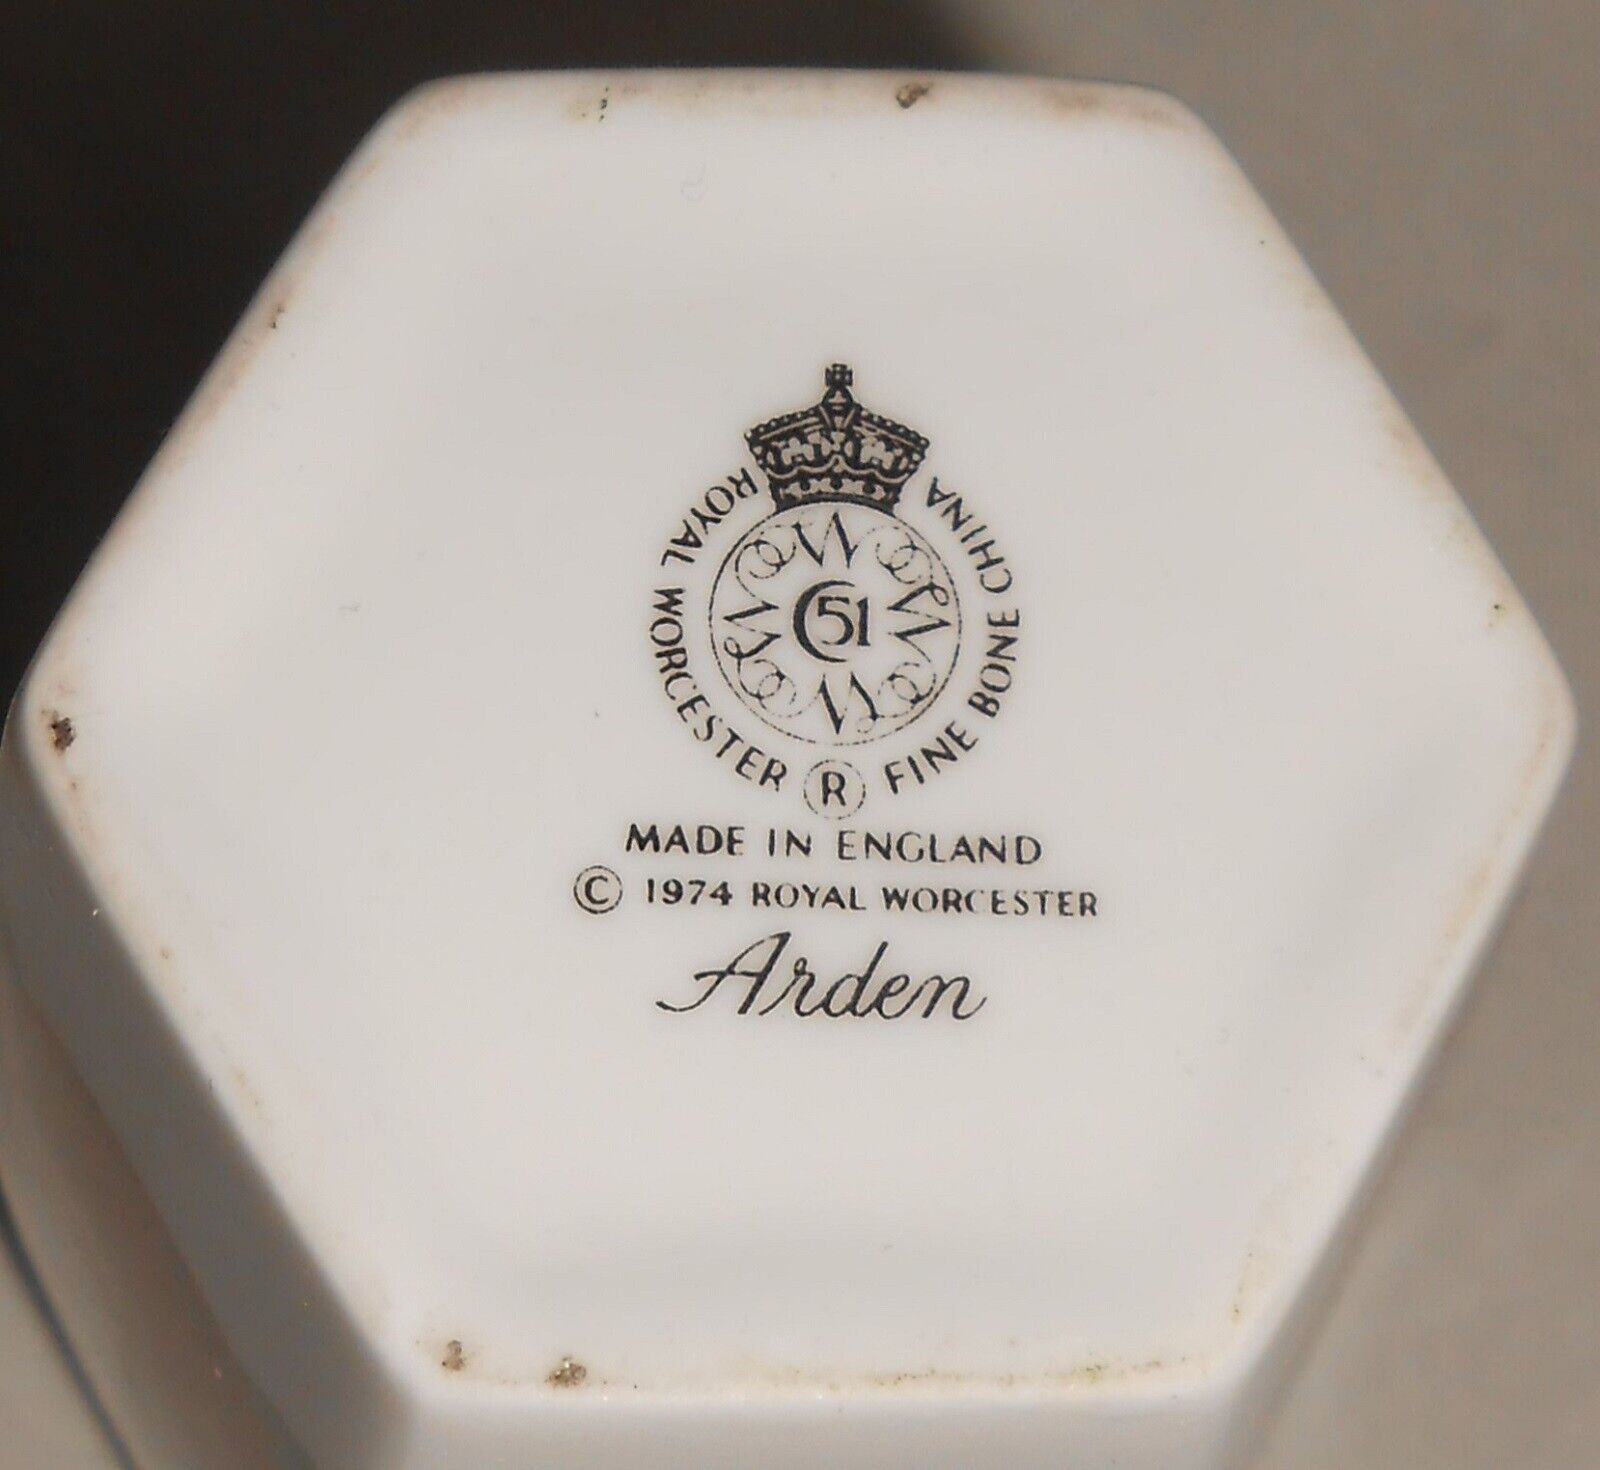 ROYAL WORCESTER ® FINE BONE CHINA
W W W W
C51
MADE IN ENGLAND
© 1974 ROYAL WORCESTER
Arden